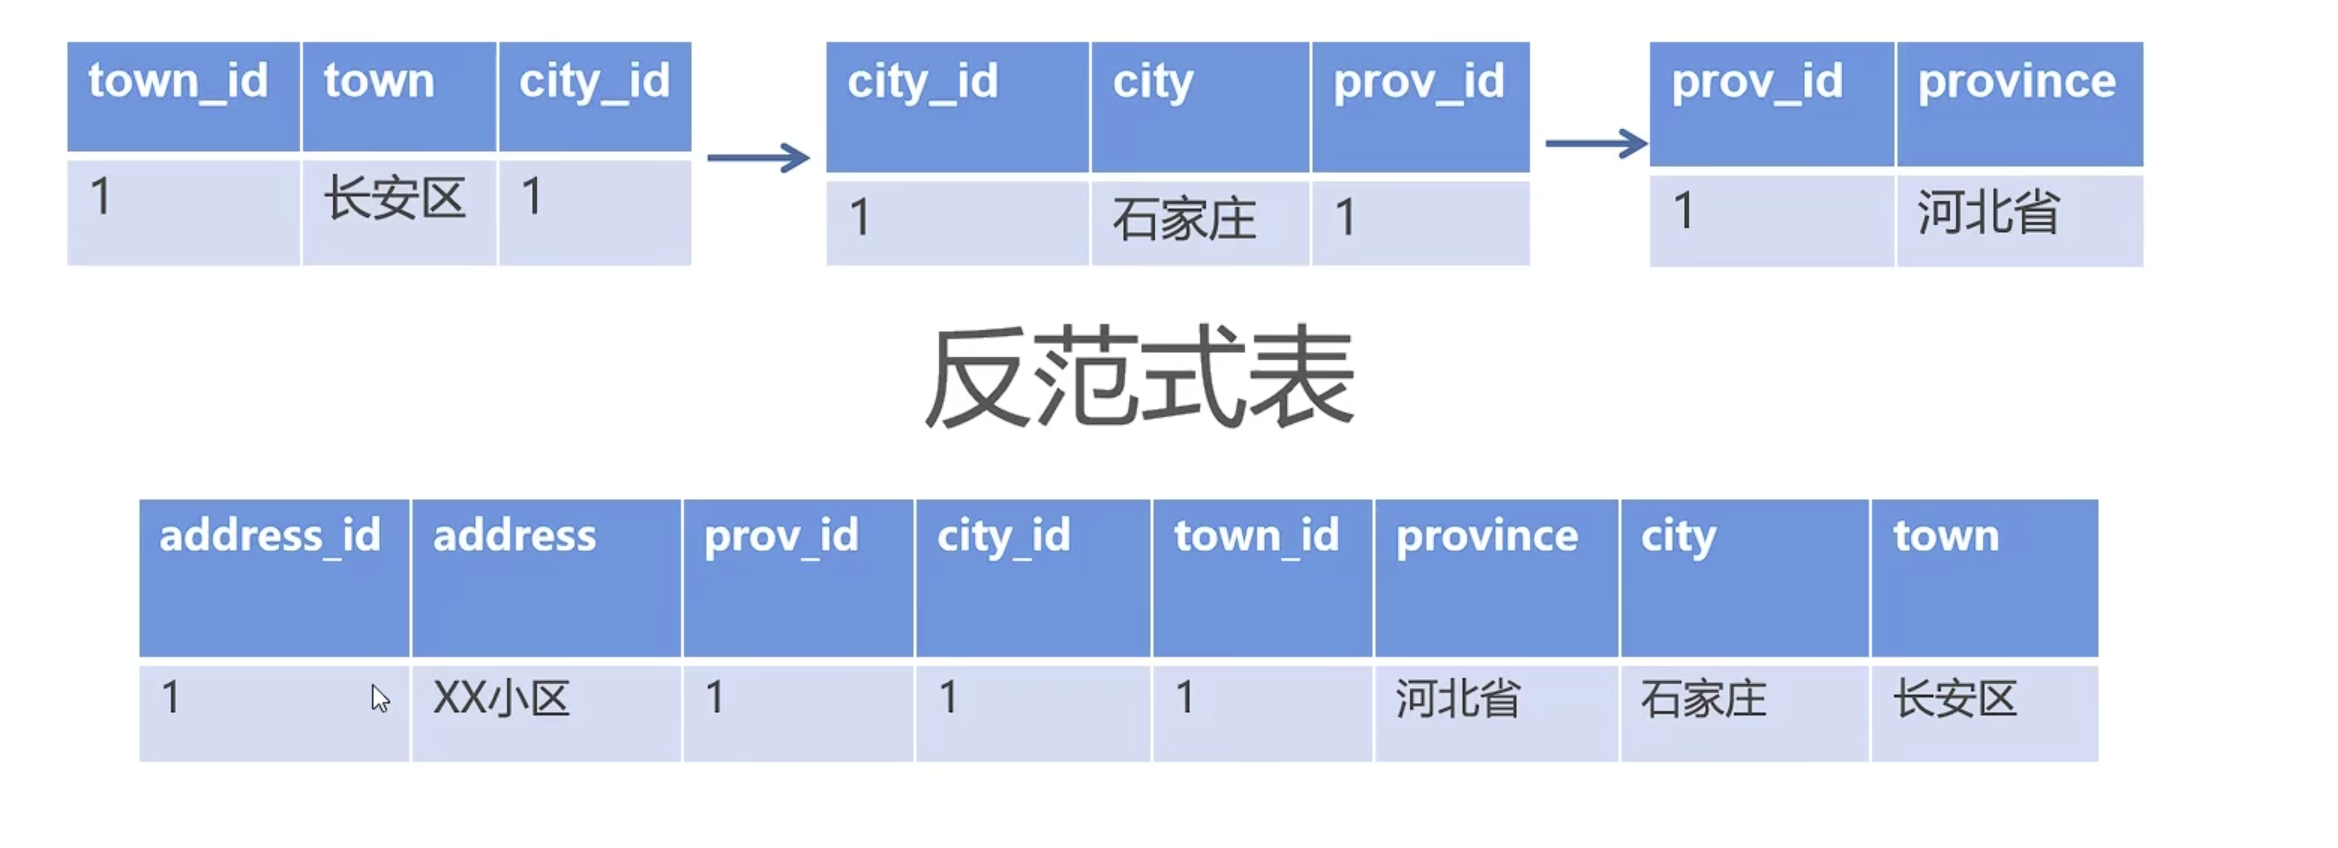 town_id town city_id city_id city prov_id prov_id province
1 长安区 1 1 石家庄 1 1 河北省
反范式表
address_id address prov_id city_id town_id province city town
1 XX小区 1 1 1 河北省 石家庄 长安区